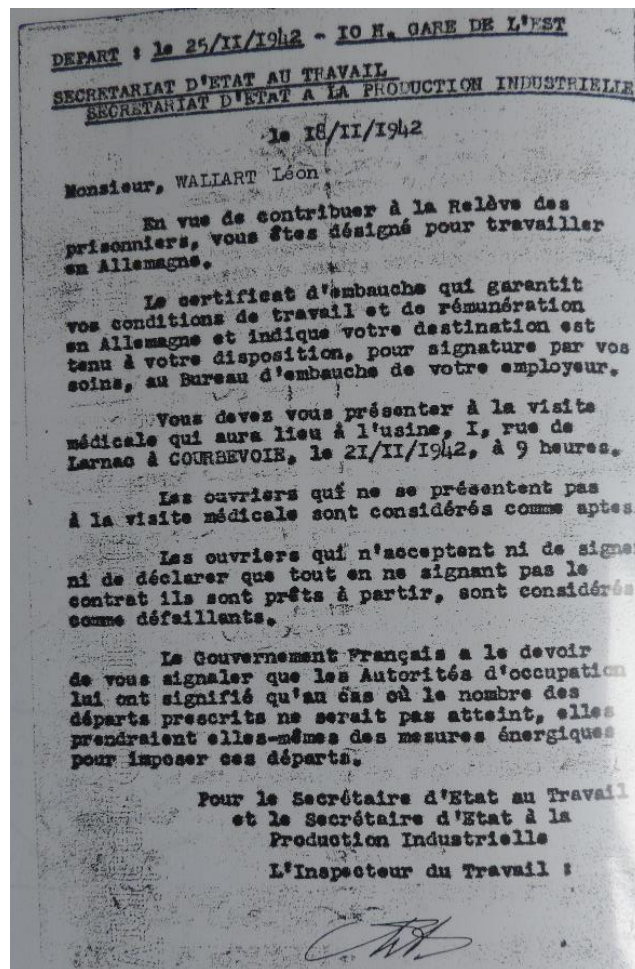 DEPART : le 25/II/1942 - IO H. GARE DE L'EST
SECRETARIAT D'ETAT AU TRAVAIL
SECRETARIAT D'ETAT A LA PRODUCTION INDUSTRIELLE
le I8/II/1942
Monsieur, WALLART Léon
En vue de contribuer à la Relève des
prisonniers, vous êtes désigné pour travailler
en Allemagne.
Le certificat d'embauche qui garantit
vos conditions de travail et de rémunération
en Allemagne et indique votre destination est
tenu à votre disposition, pour signature par vos
soins, au Bureau d'embauche de votre employeur.
Vous devez vous présenter à la visite
médicale qui aura lieu à l'usine, I, rue de
Larnac à COURBEVOIE, le 2I/II/I942, à 9 heures.
Les ouvriers qui ne se présentent pas
à la visite médicale sont considérés comme aptes
Les ouvriers qui n'acceptent ni de signer
ni de déclarer que tout en ne signant pas le
contrat ils sont prêts à partir, sont considérés
comme défaillants.
Le Gouvernement Français a le devoir
de vous signaler que les Autorités d'occupation
lui ont signifié qu'au cas où le nombre des
départs prescrits ne serait pas atteint, elles
prendraient elles-mêmes des mesures énergiques
pour imposer ces départs.
Pour le Secrétaire d'Etat au Travail
et le Secrétaire d'Etat à la
Production Industrielle
L'Inspecteur du Travail :